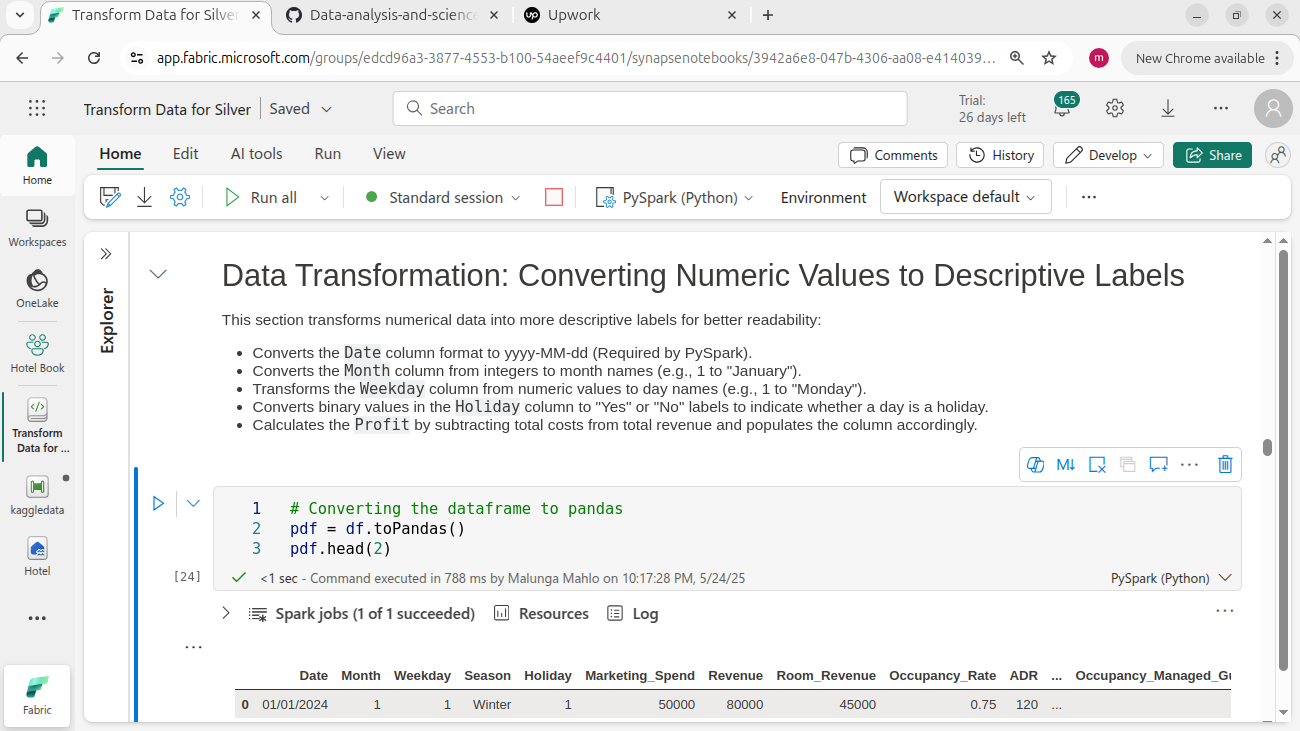 Transform Data for Silver
Data-analysis-and-science
Upwork
app.fabric.microsoft.com/groups/edcd96a3-3877-4553-b100-54aeef9c4401/synapsenotebooks/3942a6e8-047b-4306-aa08-e414039...
m
New Chrome available
Transform Data for Silver
Saved
Search
Trial:
26 days left
165
Home
Edit
AI tools
Run
View
Comments
History
Develop
Share
Run all
Standard session
PySpark (Python)
Environment
Workspace default
Home
Workspaces
OneLake
Hotel Book
Transform
Data for ...
kaggledata
Hotel
Fabric
Explorer
Data Transformation: Converting Numeric Values to Descriptive Labels
This section transforms numerical data into more descriptive labels for better readability:
• Converts the Date column format to yyyy-MM-dd (Required by PySpark).
• Converts the Month column from integers to month names (e.g., 1 to "January").
• Transforms the Weekday column from numeric values to day names (e.g., 1 to "Monday").
• Converts binary values in the Holiday column to "Yes" or "No" labels to indicate whether a day is a holiday.
• Calculates the Profit by subtracting total costs from total revenue and populates the column accordingly.
M↓
1 # Converting the dataframe to pandas
2 pdf = df.toPandas()
3 pdf.head(2)
[24]
<1 sec - Command executed in 788 ms by Malunga Mahlo on 10:17:28 PM, 5/24/25
PySpark (Python)
Spark jobs (1 of 1 succeeded)
Resources
Log
Date Month Weekday Season Holiday Marketing_Spend Revenue Room_Revenue Occupancy_Rate ADR ... Occupancy_Managed_Gu
0 01/01/2024 1 1 Winter 1 50000 80000 45000 0.75 120 ...